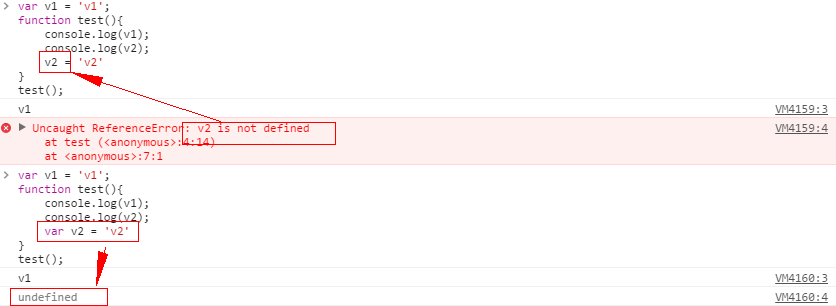 > var v1 = 'v1';
function test(){
    console.log(v1);
    console.log(v2);
    v2 = 'v2'
}
test();
v1 VM4159:3
Uncaught ReferenceError: v2 is not defined VM4159:4
    at test (<anonymous>:4:14)
    at <anonymous>:7:1
> var v1 = 'v1';
function test(){
    console.log(v1);
    console.log(v2);
    var v2 = 'v2'
}
test();
v1 VM4160:3
undefined VM4160:4